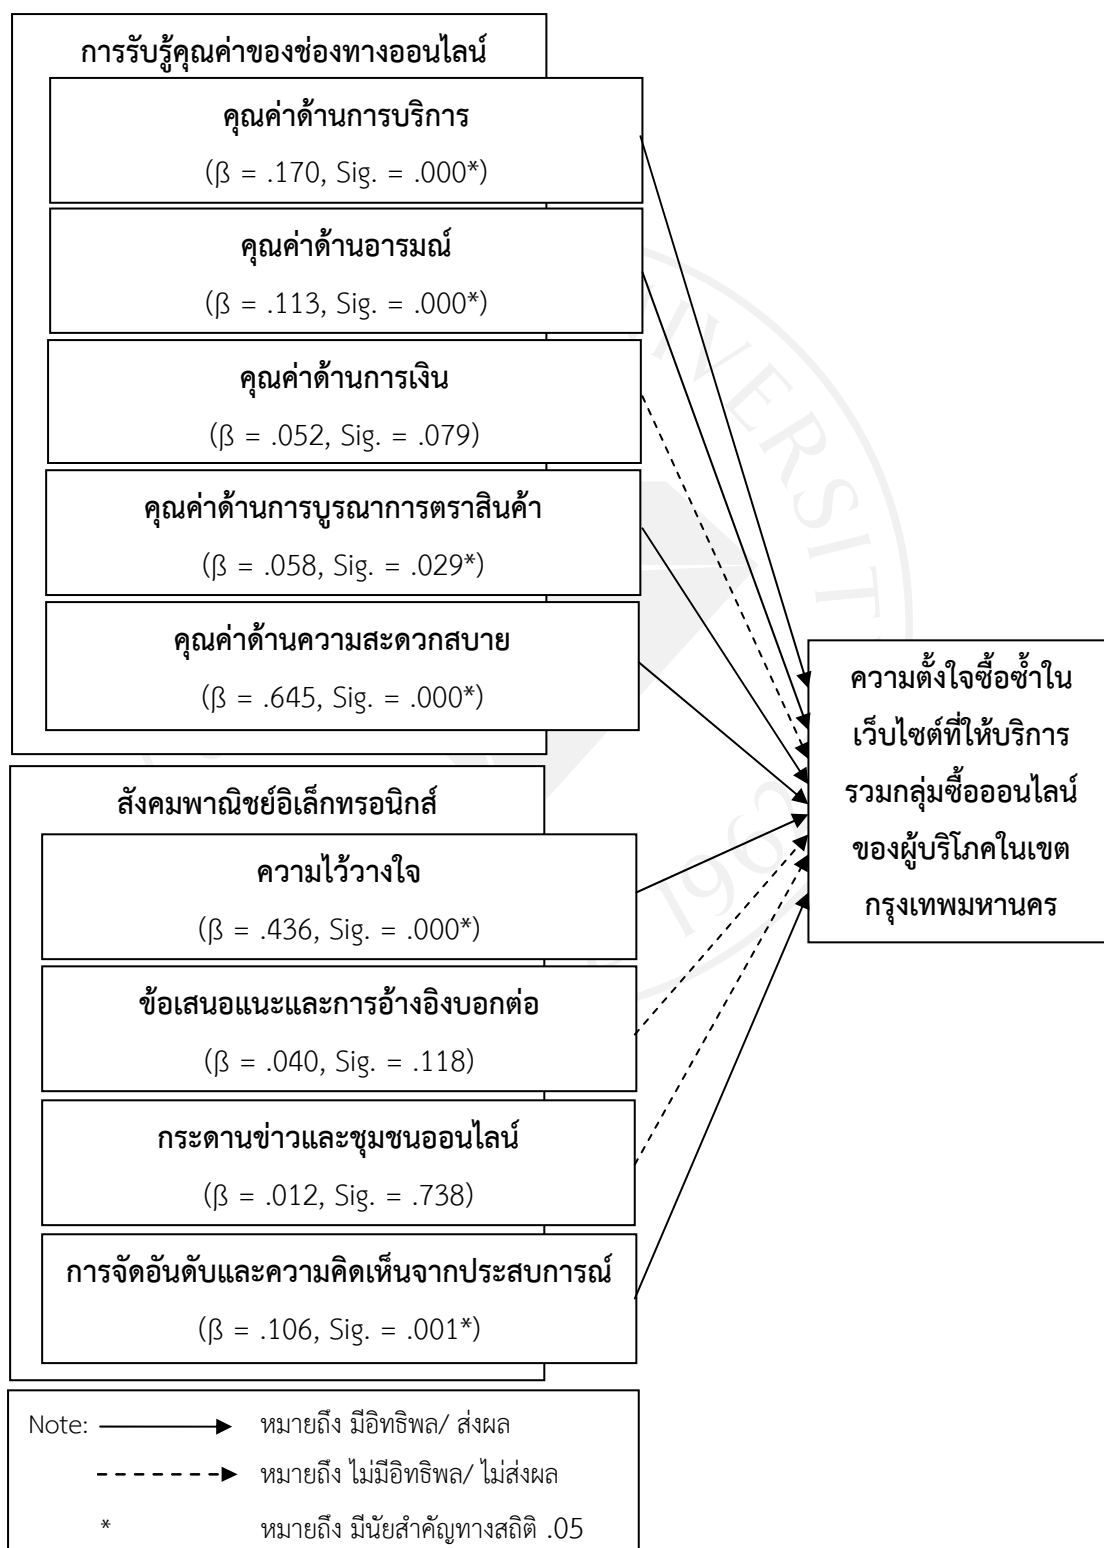 การรับรู้คุณค่าของช่องทางออนไลน์
คุณค่าด้านการบริการ
(β = .170, Sig. = .000*)
คุณค่าด้านอารมณ์
(β = .113, Sig. = .000*)
คุณค่าด้านการเงิน
(β = .052, Sig. = .079)
คุณค่าด้านการบูรณาการตราสินค้า
(β = .058, Sig. = .029*)
คุณค่าด้านความสะดวกสบาย
(β = .645, Sig. = .000*)
สังคมพาณิชย์อิเล็กทรอนิกส์
ความไว้วางใจ
(β = .436, Sig. = .000*)
ข้อเสนอแนะและการอ้างอิงบอกต่อ
(β = .040, Sig. = .118)
กระดานข่าวและชุมชนออนไลน์
(β = .012, Sig. = .738)
การจัดอันดับและความคิดเห็นจากประสบการณ์
(β = .106, Sig. = .001*)
ความตั้งใจซื้อซ้ำใน
เว็บไซต์ที่ให้บริการ
รวมกลุ่มซื้อออนไลน์
ของผู้บริโภคในเขต
กรุงเทพมหานคร
Note: หมายถึง มีอิทธิพล/ ส่งผล
หมายถึง ไม่มีอิทธิพล/ ไม่ส่งผล
* หมายถึง มีนัยสำคัญทางสถิติ .05